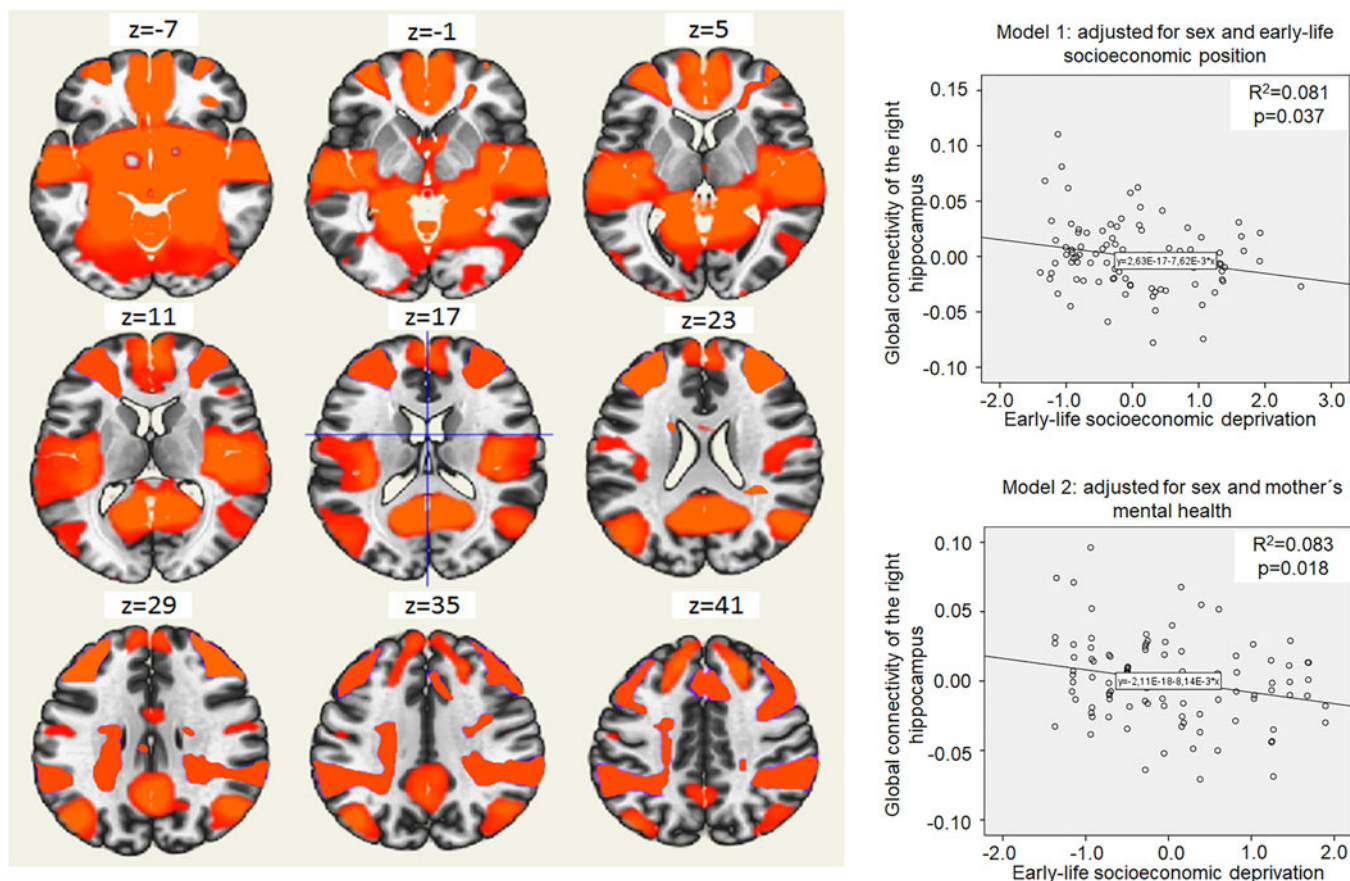 z=-7
z=-1
z=5
z=11
z=17
z=23
z=29
z=35
z=41
Model 1: adjusted for sex and early-life
socioeconomic position
R²=0.081
p=0.037
Global connectivity of the right
hippocampus
0.15
0.10
0.05
0.00
-0.05
-0.10
y=2,63E-17-7,62E-3*x
-2.0 -1.0 0.0 1.0 2.0 3.0
Early-life socioeconomic deprivation
Model 2: adjusted for sex and mother´s
mental health
R²=0.083
p=0.018
Global connectivity of the right
hippocampus
0.10
0.05
0.00
-0.05
-0.10
y=-2,11E-18-8,14E-3*x
-2.0 -1.0 0.0 1.0 2.0
Early-life socioeconomic deprivation